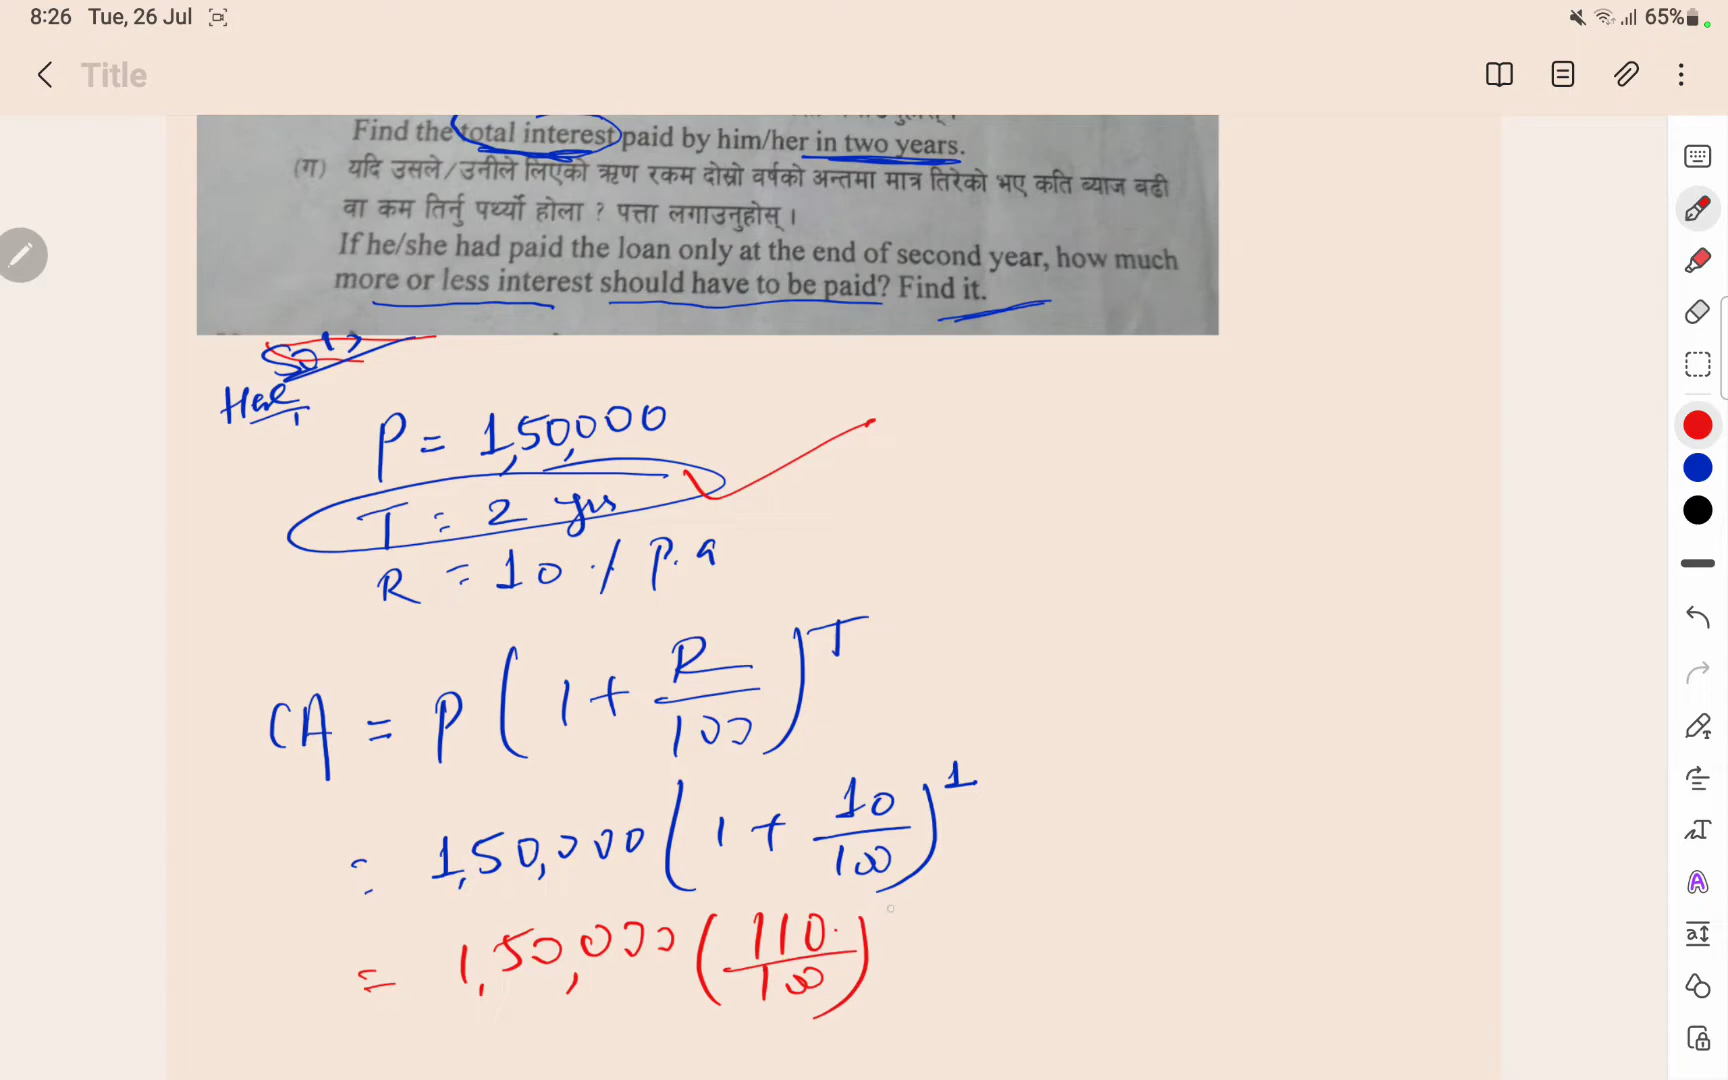 8:26 Tue, 26 Jul 65%
Title
Find the total interest paid by him/her in two years.
(ग) यदि उसले/उनीले लिएको ऋण रकम दोस्रो वर्षको अन्तमा मात्र तिरेको भए कति ब्याज बढी
वा कम तिर्नु पर्थ्यो होला ? पत्ता लगाउनुहोस् ।
If he/she had paid the loan only at the end of second year, how much
more or less interest should have to be paid? Find it.
Soln
Here
P = 1,50,000
T = 2 yrs
R = 10 % p.a
CA = P ( 1 + R/100 )^T
= 1,50,000 ( 1 + 10/100 )^1
= 1,50,000 ( 110/100 )